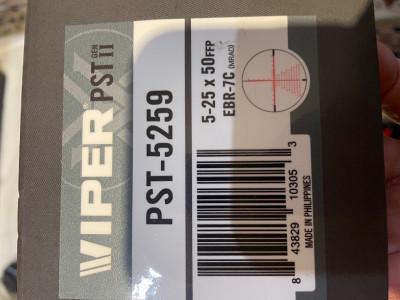 VIPER® PST GEN II
PST-5259
5-25 x 50 FFP
EBR-7C (MRAD)
8 43829 10305 3
MADE IN PHILIPPINES